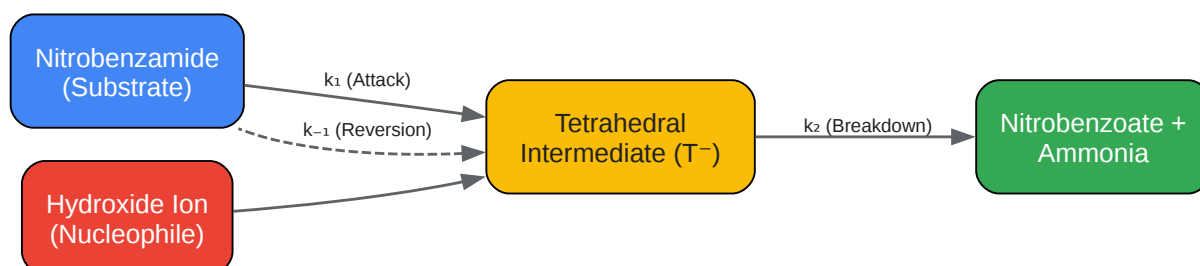 Nitrobenzamide
(Substrate)
k₁ (Attack)
k₋₁ (Reversion)
Hydroxide Ion
(Nucleophile)
Tetrahedral
Intermediate (T⁻)
k₂ (Breakdown)
Nitrobenzoate +
Ammonia